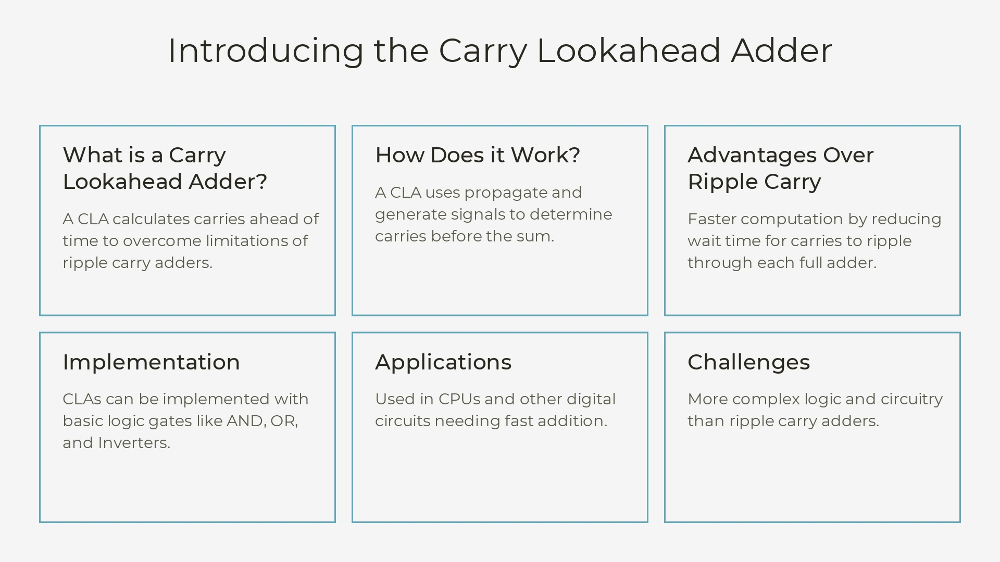 Introducing the Carry Lookahead Adder
What is a Carry
Lookahead Adder?
A CLA calculates carries ahead of
time to overcome limitations of
ripple carry adders.
How Does it Work?
A CLA uses propagate and
generate signals to determine
carries before the sum.
Advantages Over
Ripple Carry
Faster computation by reducing
wait time for carries to ripple
through each full adder.
Implementation
CLAs can be implemented with
basic logic gates like AND, OR,
and Inverters.
Applications
Used in CPUs and other digital
circuits needing fast addition.
Challenges
More complex logic and circuitry
than ripple carry adders.